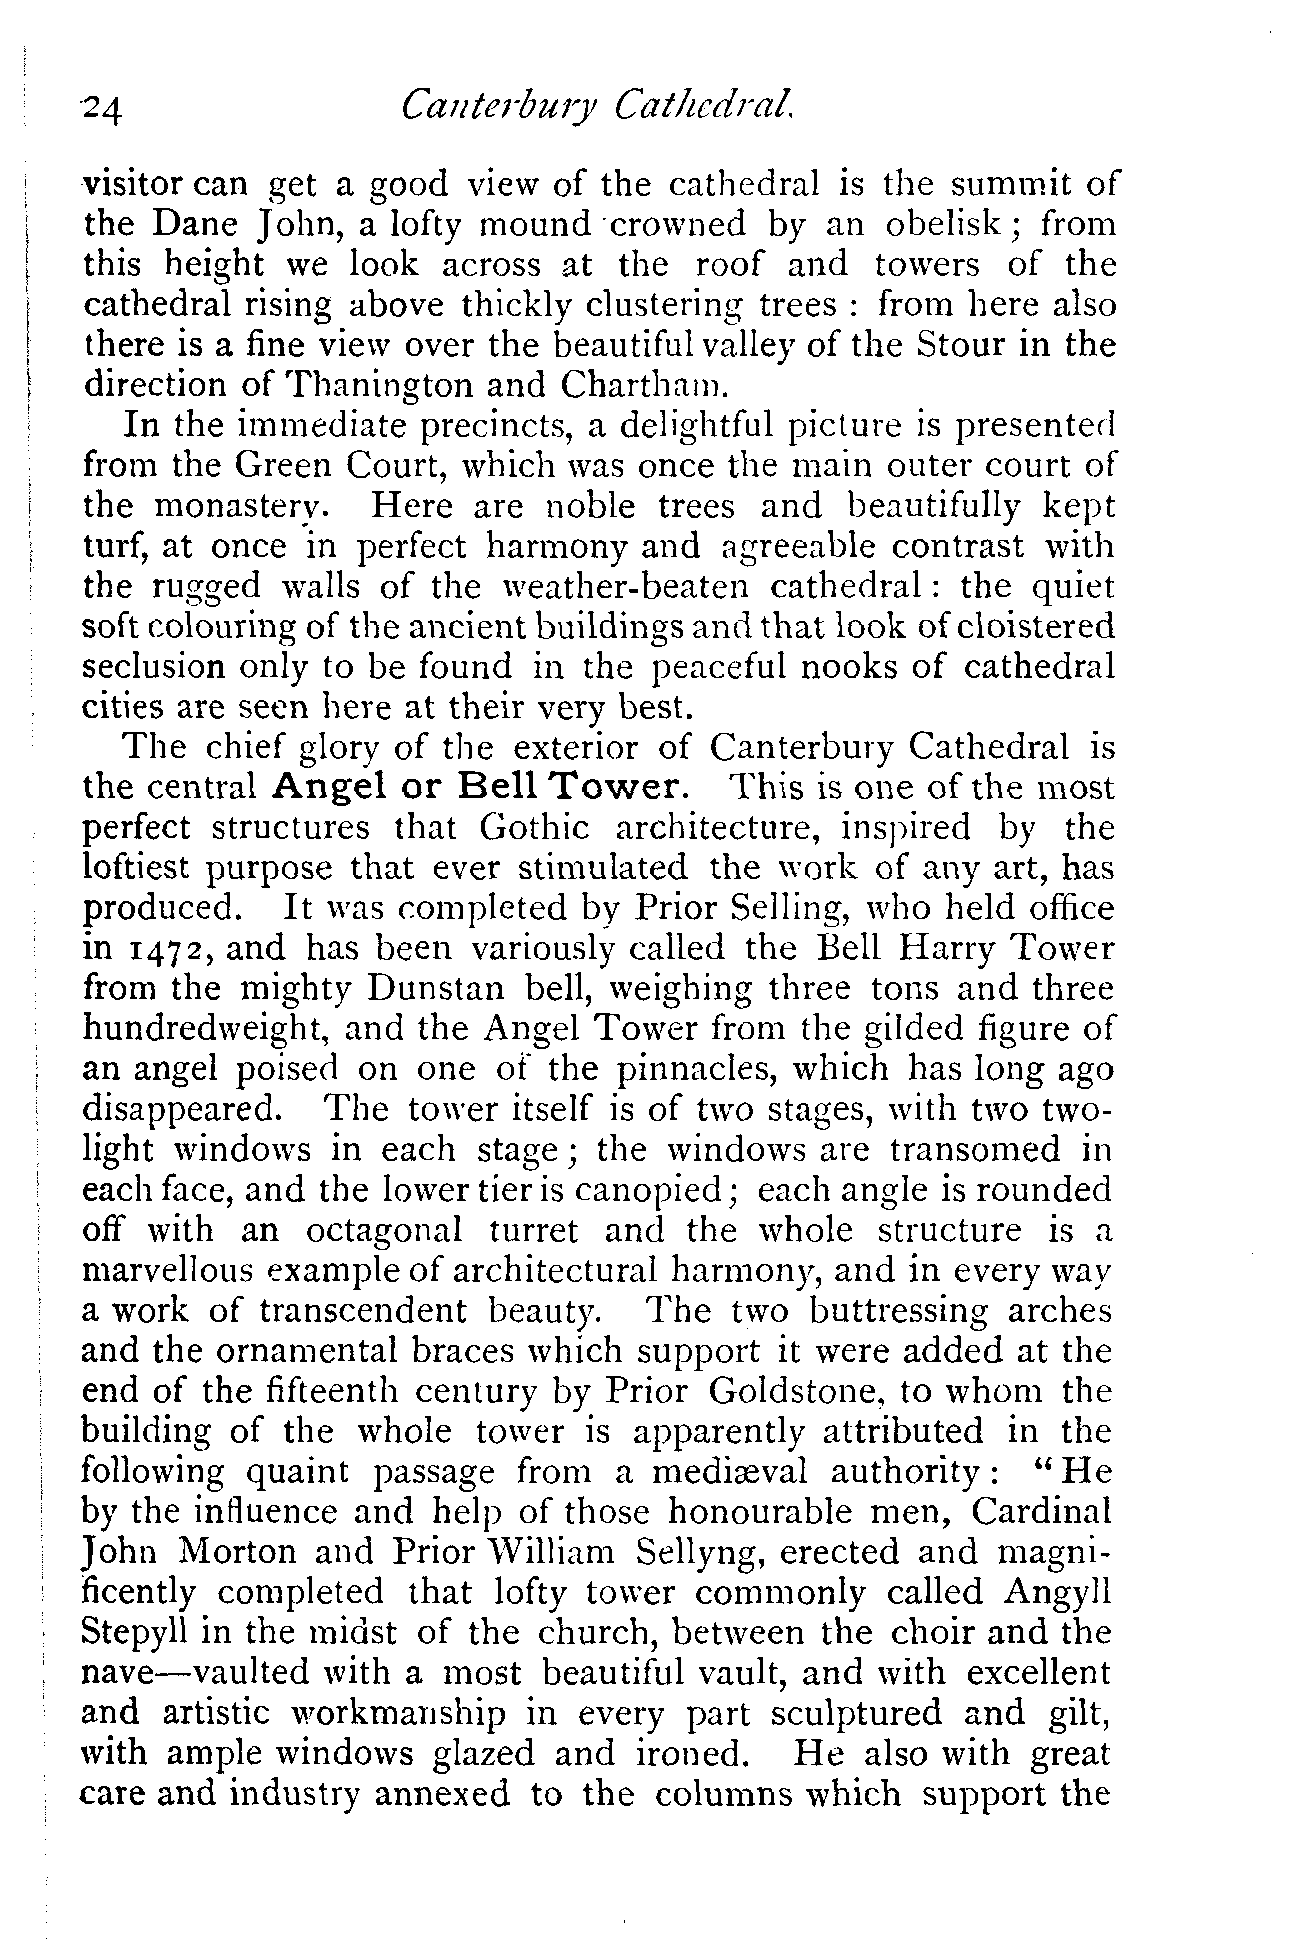 24 Canterbury Cathedral.
visitor can get a good view of the cathedral is the summit of
the Dane John, a lofty mound crowned by an obelisk; from
this height we look across at the roof and towers of the
cathedral rising above thickly clustering trees : from here also
there is a fine view over the beautiful valley of the Stour in the
direction of Thanington and Chartham.
In the immediate precincts, a delightful picture is presented
from the Green Court, which was once the main outer court of
the monastery. Here are noble trees and beautifully kept
turf, at once in perfect harmony and agreeable contrast with
the rugged walls of the weather-beaten cathedral : the quiet
soft colouring of the ancient buildings and that look of cloistered
seclusion only to be found in the peaceful nooks of cathedral
cities are seen here at their very best.
The chief glory of the exterior of Canterbury Cathedral is
the central Angel or Bell Tower. This is one of the most
perfect structures that Gothic architecture, inspired by the
loftiest purpose that ever stimulated the work of any art, has
produced. It was completed by Prior Selling, who held office
in 1472, and has been variously called the Bell Harry Tower
from the mighty Dunstan bell, weighing three tons and three
hundredweight, and the Angel Tower from the gilded figure of
an angel poised on one of the pinnacles, which has long ago
disappeared. The tower itself is of two stages, with two two-
light windows in each stage; the windows are transomed in
each face, and the lower tier is canopied; each angle is rounded
off with an octagonal turret and the whole structure is a
marvellous example of architectural harmony, and in every way
a work of transcendent beauty. The two buttressing arches
and the ornamental braces which support it were added at the
end of the fifteenth century by Prior Goldstone, to whom the
building of the whole tower is apparently attributed in the
following quaint passage from a mediæval authority : "He
by the influence and help of those honourable men, Cardinal
John Morton and Prior William Sellyng, erected and magni-
ficently completed that lofty tower commonly called Angyll
Stepyll in the midst of the church, between the choir and the
nave—vaulted with a most beautiful vault, and with excellent
and artistic workmanship in every part sculptured and gilt,
with ample windows glazed and ironed. He also with great
care and industry annexed to the columns which support the